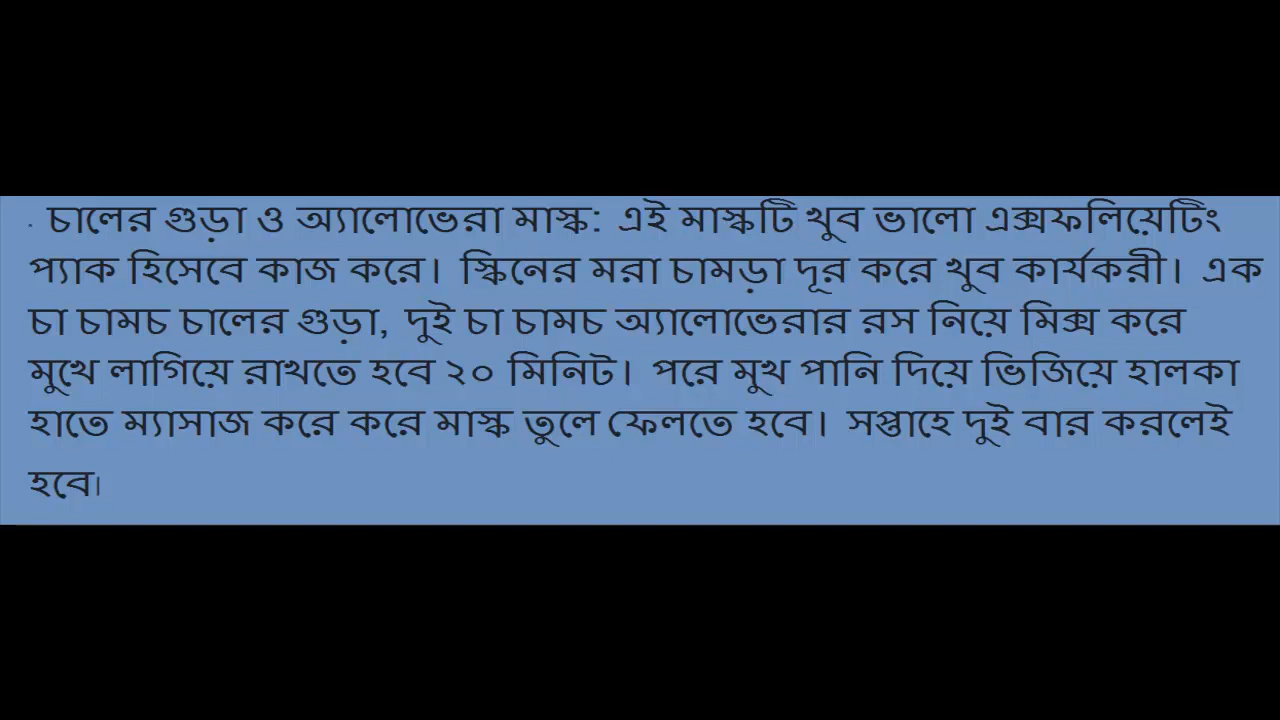 · চালের গুড়া ও অ্যালোভেরা মাস্ক: এই মাস্কটি খুব ভালো এক্সফলিয়েটিং
প্যাক হিসেবে কাজ করে। স্কিনের মরা চামড়া দূর করে খুব কার্যকরী। এক
চা চামচ চালের গুড়া, দুই চা চামচ অ্যালোভেরার রস নিয়ে মিক্স করে
মুখে লাগিয়ে রাখতে হবে ২০ মিনিট। পরে মুখ পানি দিয়ে ভিজিয়ে হালকা
হাতে ম্যাসাজ করে করে মাস্ক তুলে ফেলতে হবে। সপ্তাহে দুই বার করলেই
হবে।